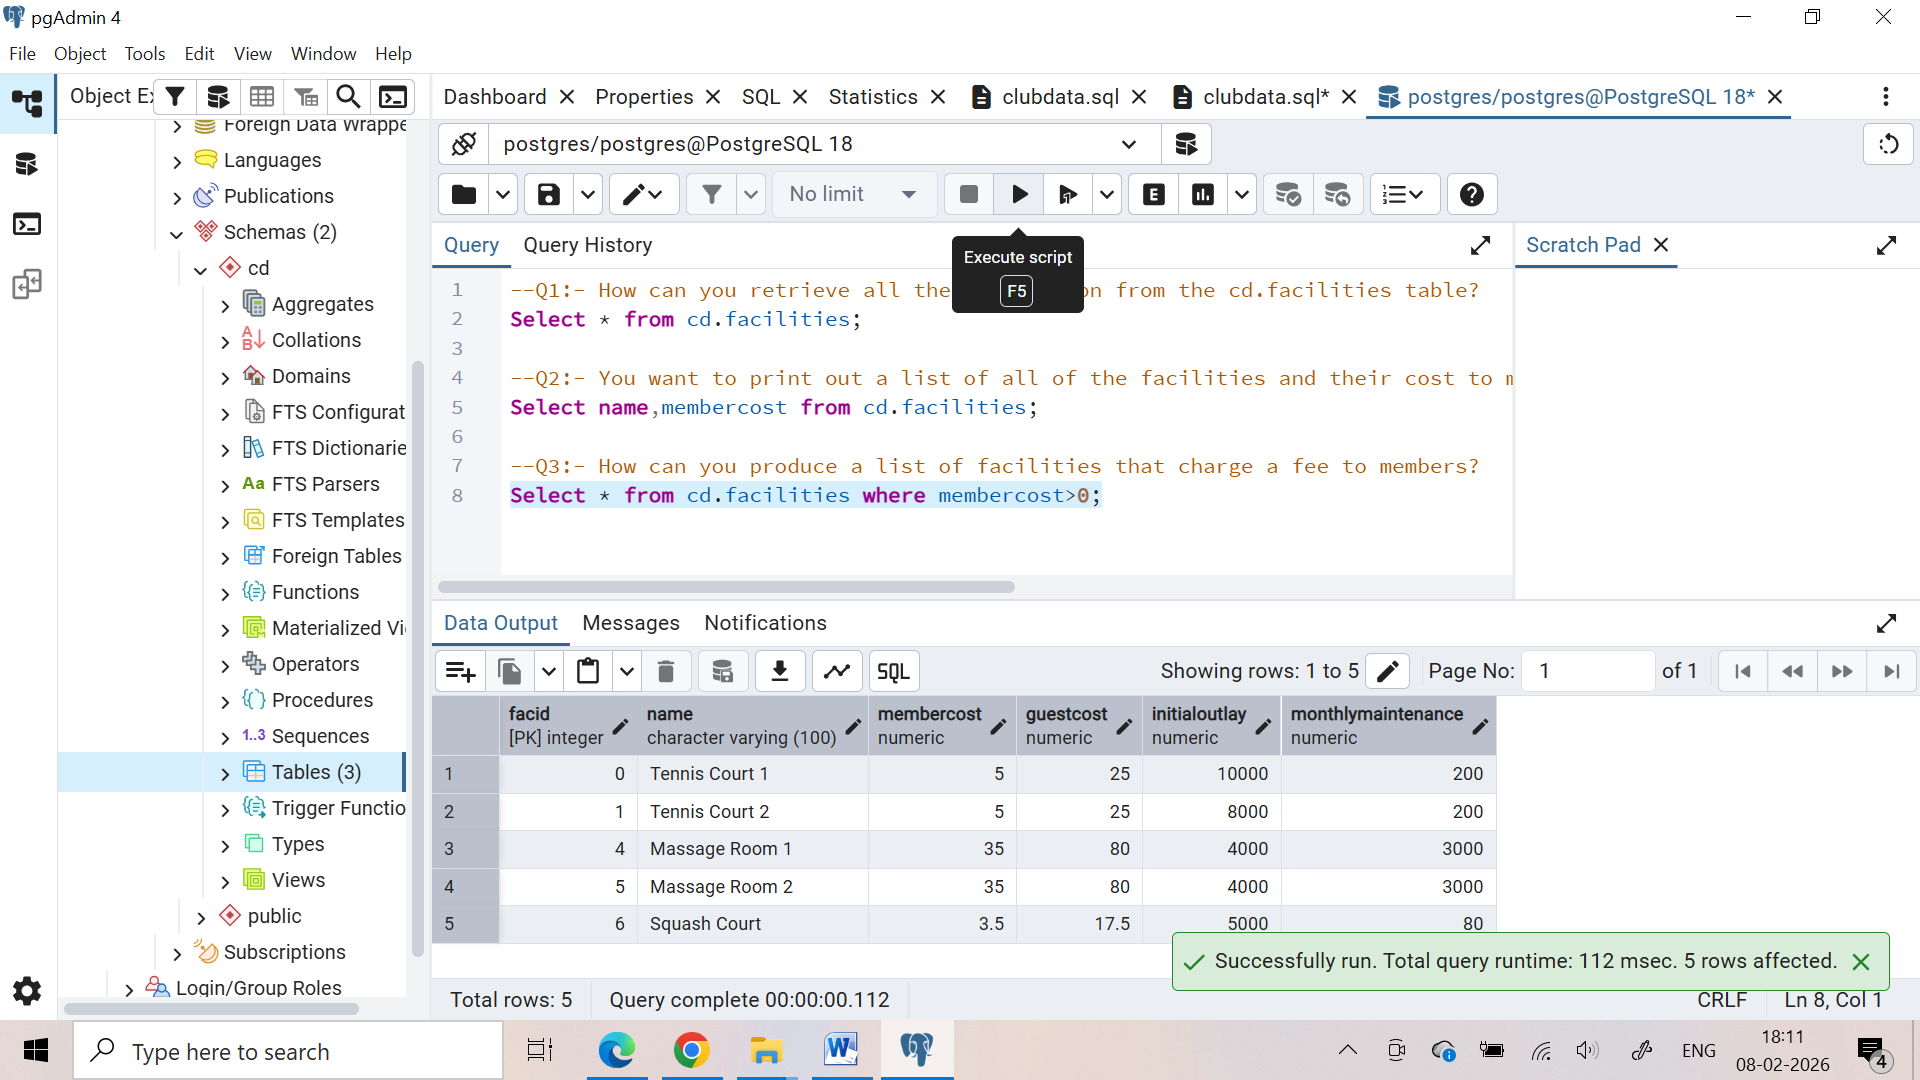 pgAdmin 4
File Object Tools Edit View Window Help
Object Ex
Dashboard Properties SQL Statistics clubdata.sql clubdata.sql* postgres/postgres@PostgreSQL 18*
Foreign Data Wrappe
Languages
Publications
Schemas (2)
cd
Aggregates
Collations
Domains
FTS Configurat
FTS Dictionarie
Aa FTS Parsers
FTS Templates
Foreign Tables
Functions
Materialized Vi
Operators
Procedures
1..3 Sequences
Tables (3)
Trigger Functio
Types
Views
public
Subscriptions
Login/Group Roles
postgres/postgres@PostgreSQL 18
No limit
E
Query Query History
Scratch Pad
Execute script
F5
1 --Q1:- How can you retrieve all the on from the cd.facilities table?
2 Select * from cd.facilities;
3
4 --Q2:- You want to print out a list of all of the facilities and their cost to m
5 Select name,membercost from cd.facilities;
6
7 --Q3:- How can you produce a list of facilities that charge a fee to members?
8 Select * from cd.facilities where membercost>0;
Data Output Messages Notifications
SQL
Showing rows: 1 to 5 Page No: 1 of 1
facid name membercost guestcost initialoutlay monthlymaintenance
[PK] integer character varying (100) numeric numeric numeric numeric
1 0 Tennis Court 1 5 25 10000 200
2 1 Tennis Court 2 5 25 8000 200
3 4 Massage Room 1 35 80 4000 3000
4 5 Massage Room 2 35 80 4000 3000
5 6 Squash Court 3.5 17.5 5000 80
Successfully run. Total query runtime: 112 msec. 5 rows affected.
Total rows: 5 Query complete 00:00:00.112 CRLF Ln 8, Col 1
Type here to search
W
ENG
18:11
08-02-2026
4